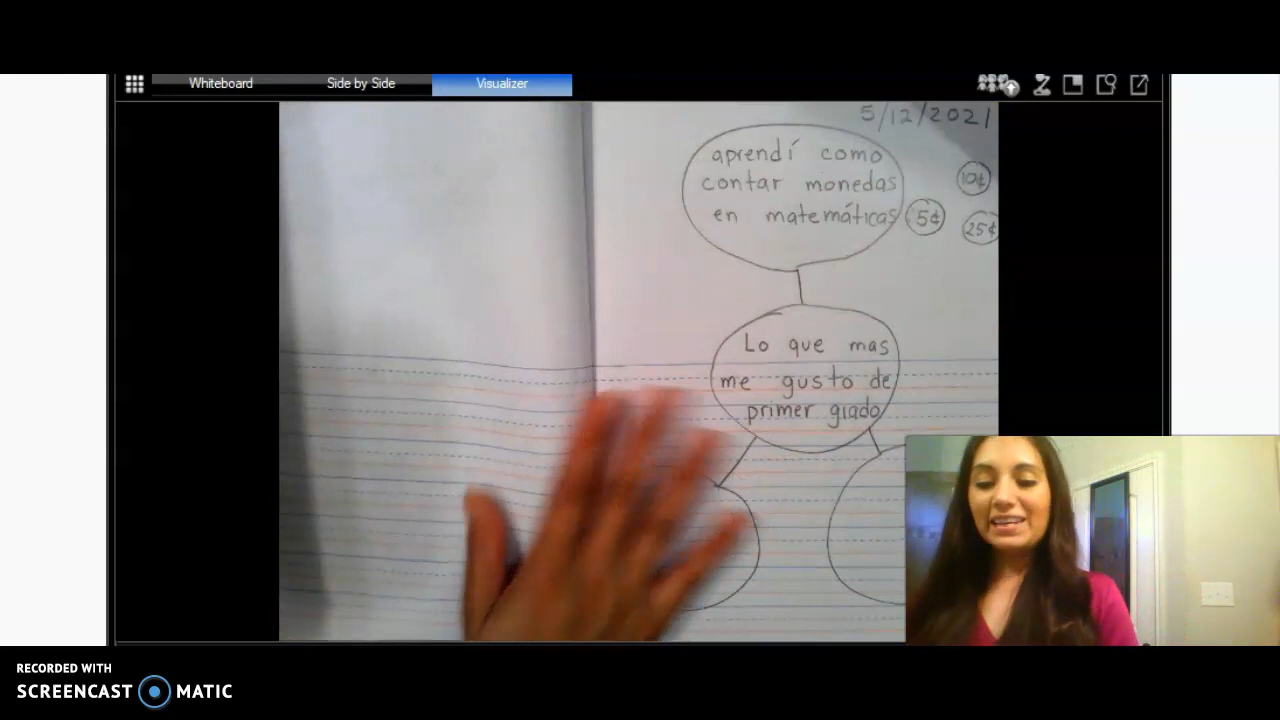 Whiteboard
Side by Side
Visualizer
5/12/2021
aprendí como
contar monedas
en matemáticas
10¢
5¢
25¢
Lo que mas
me gusto de
primer grado
RECORDED WITH
SCREENCAST MATIC